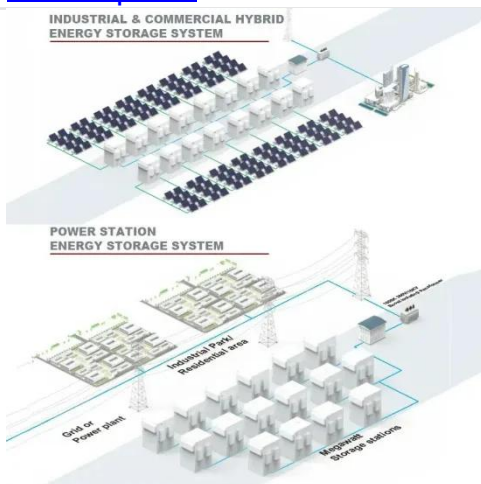 INDUSTRIAL & COMMERCIAL HYBRID
ENERGY STORAGE SYSTEM
POWER STATION
ENERGY STORAGE SYSTEM
Industrial Park/
Residential area
Grid or
Power plant
Megawatt
Storage stations